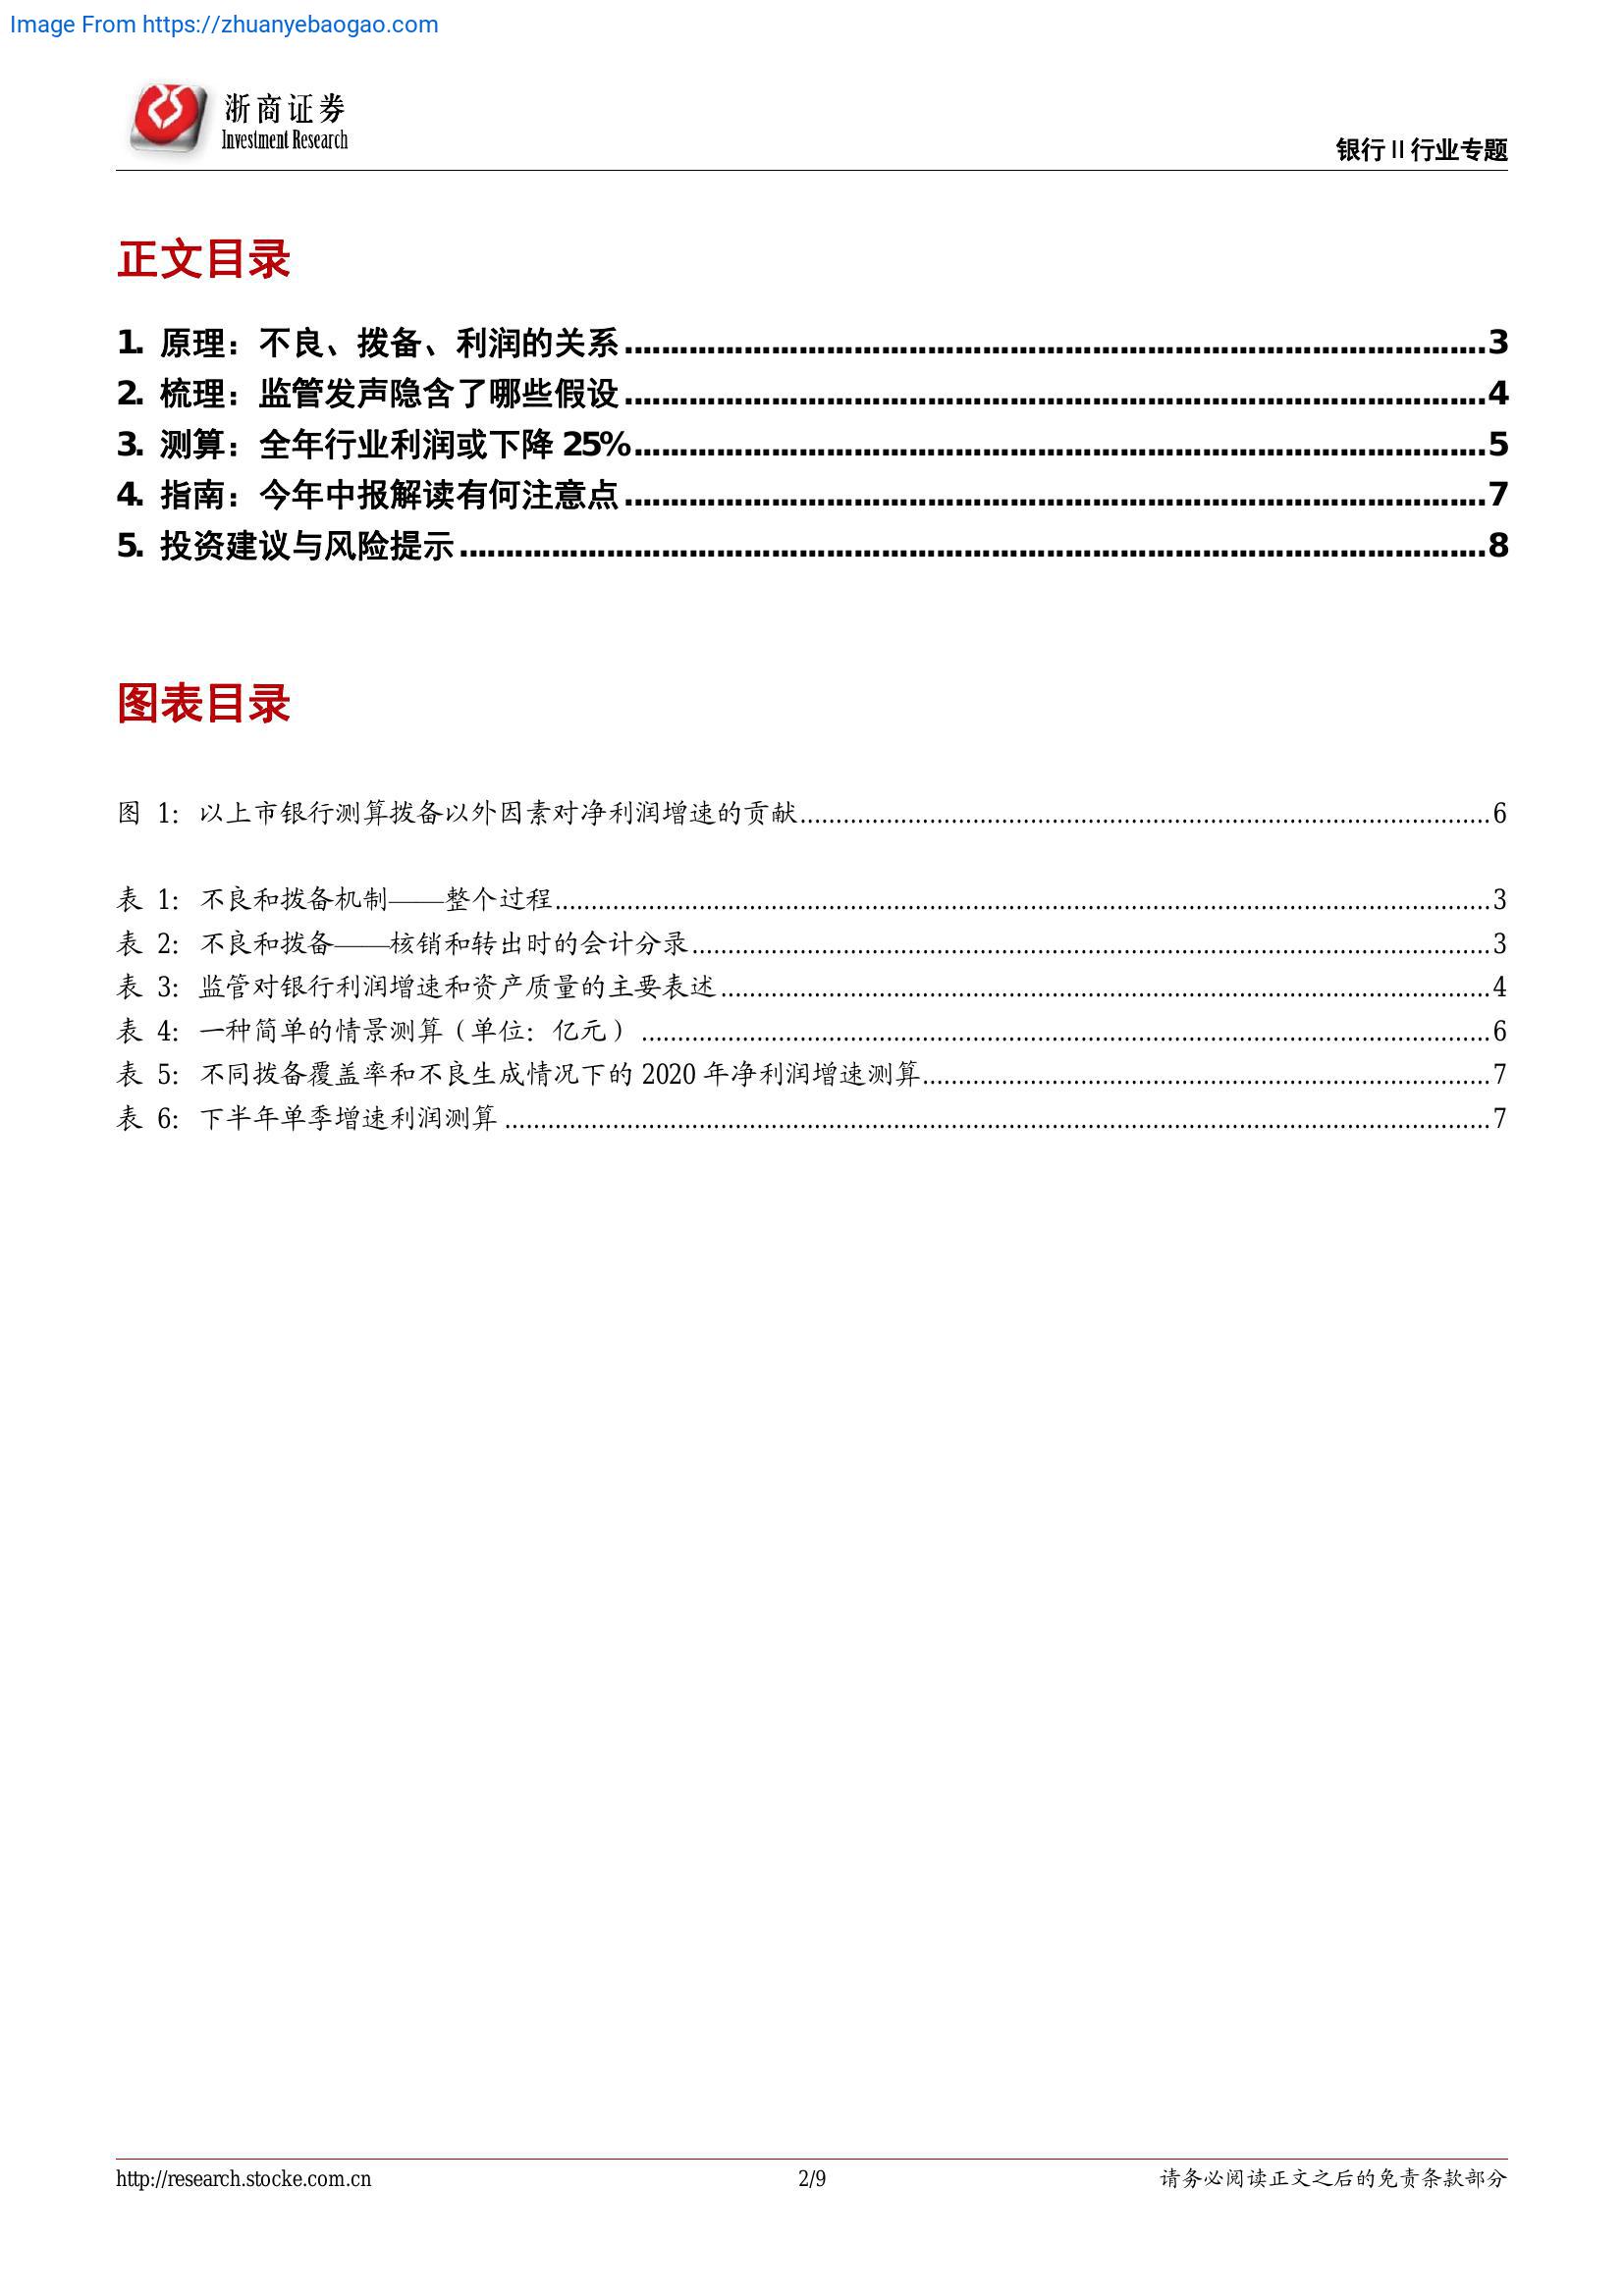 Image From https://zhuanyebaogao.com
浙商证券
Investment Research
银行 II 行业专题
正文目录
1. 原理：不良、拨备、利润的关系.....................................................................3
2. 梳理：监管发声隐含了哪些假设.....................................................................4
3. 测算：全年行业利润或下降 25%.....................................................................5
4. 指南：今年中报解读有何注意点.....................................................................7
5. 投资建议与风险提示.....................................................................8
图表目录
图 1：以上市银行测算拨备以外因素对净利润增速的贡献.....................................................................6
表 1：不良和拨备机制——整个过程.....................................................................3
表 2：不良和拨备——核销和转出时的会计分录.....................................................................3
表 3：监管对银行利润增速和资产质量的主要表述.....................................................................4
表 4：一种简单的情景测算（单位：亿元）.....................................................................6
表 5：不同拨备覆盖率和不良生成情况下的 2020 年净利润增速测算.....................................................................7
表 6：下半年单季增速利润测算.....................................................................7
http://research.stocke.com.cn
2/9
请务必阅读正文之后的免责条款部分